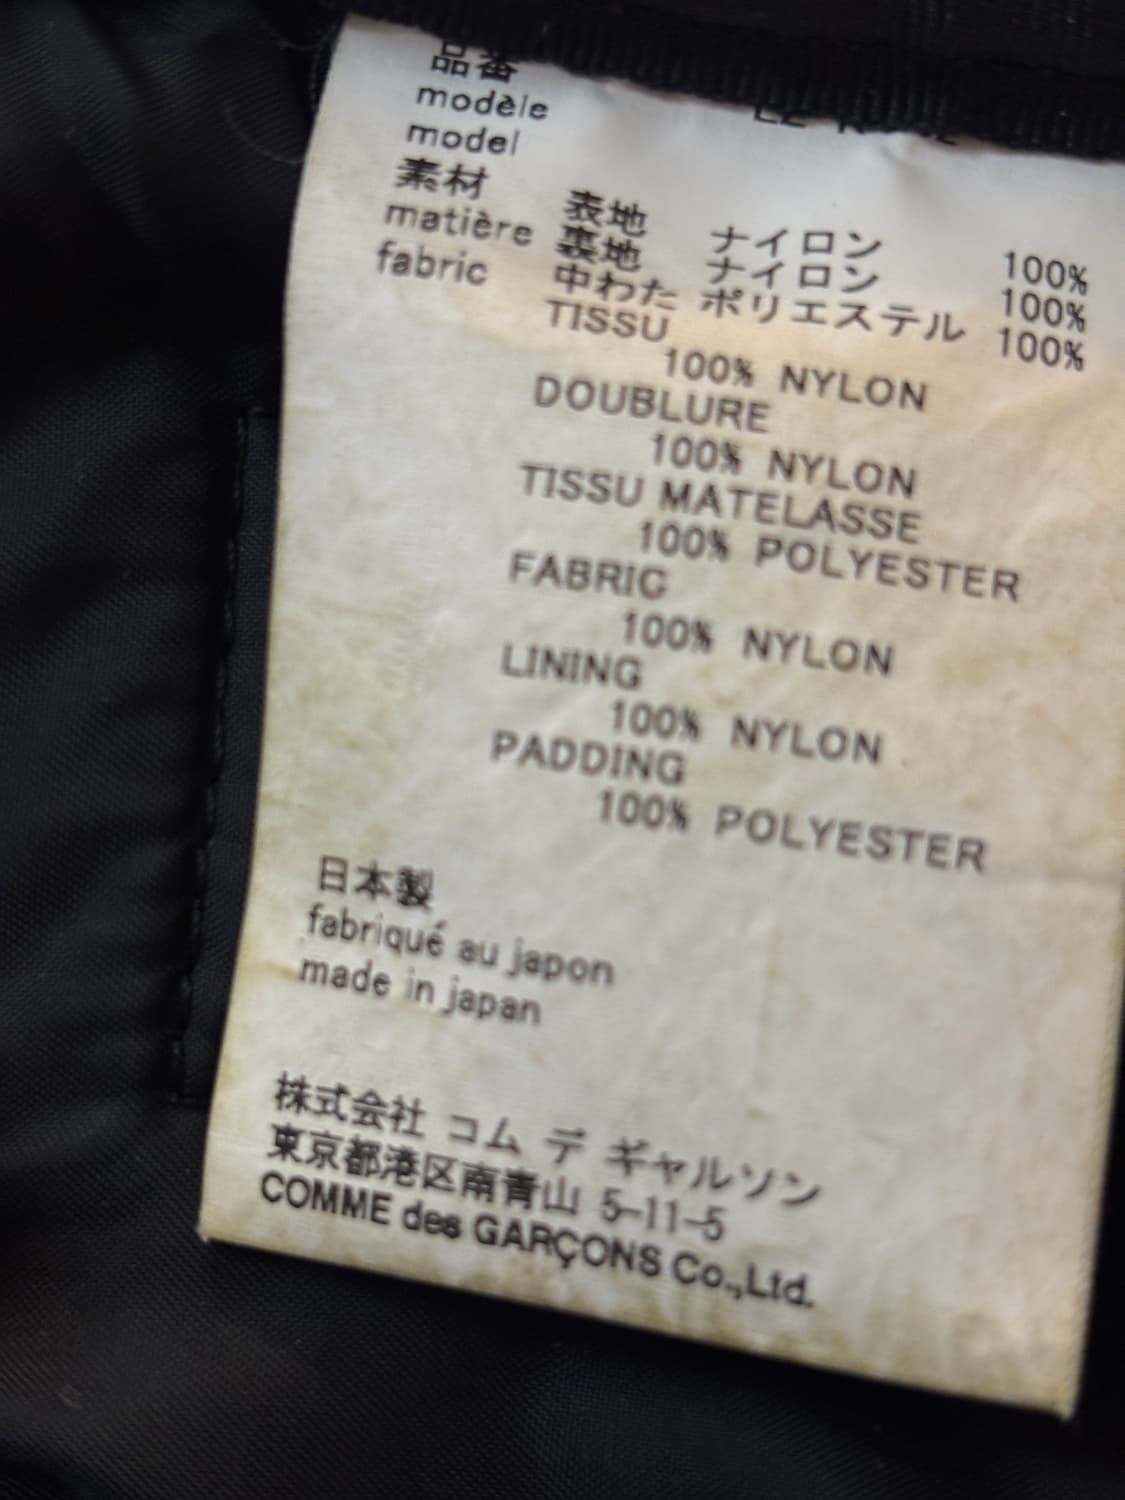 品番
modèle
model
素材 表地 ナイロン 100%
matière 裏地 ナイロン 100%
fabric 中わた ポリエステル 100%
TISSU
100% NYLON
DOUBLURE
100% NYLON
TISSU MATELASSE
100% POLYESTER
FABRIC
100% NYLON
LINING
100% NYLON
PADDING
100% POLYESTER
日本製
fabriqué au japon
made in japan
株式会社 コム デ ギャルソン
東京都港区南青山 5-11-5
COMME des GARÇONS Co.,Ltd.